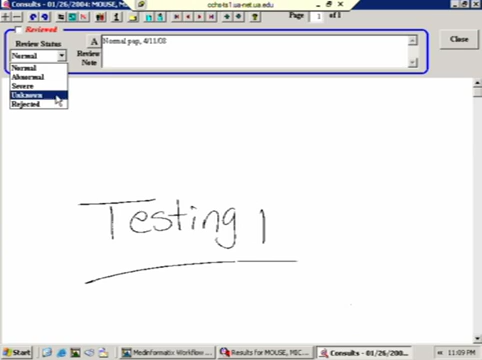 Consults - 01/26/2004: MOUSE,
Page 1 of 1
Reviewed
Review Status
Normal
Normal
Abnormal
Severe
Unknown
Rejected
A
Review
Note
Normal pap, 4/11/08
Close
Testing 1
Start
Medinformatix Workflow ...
Results for MOUSE, MIC...
Consults - 01/26/200...
11:09 PM